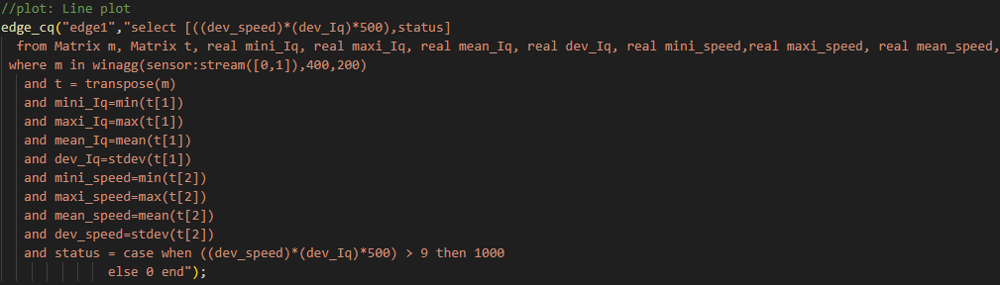 //plot: Line plot
edge_cq("edge1","select [((dev_speed)*(dev_Iq)*500),status]
from Matrix m, Matrix t, real mini_Iq, real maxi_Iq, real mean_Iq, real dev_Iq, real mini_speed,real maxi_speed, real mean_speed,
where m in winagg(sensor:stream([0,1]),400,200)
and t = transpose(m)
and mini_Iq=min(t[1])
and maxi_Iq=max(t[1])
and mean_Iq=mean(t[1])
and dev_Iq=stdev(t[1])
and mini_speed=min(t[2])
and maxi_speed=max(t[2])
and mean_speed=mean(t[2])
and dev_speed=stdev(t[2])
and status = case when ((dev_speed)*(dev_Iq)*500) > 9 then 1000
else 0 end");